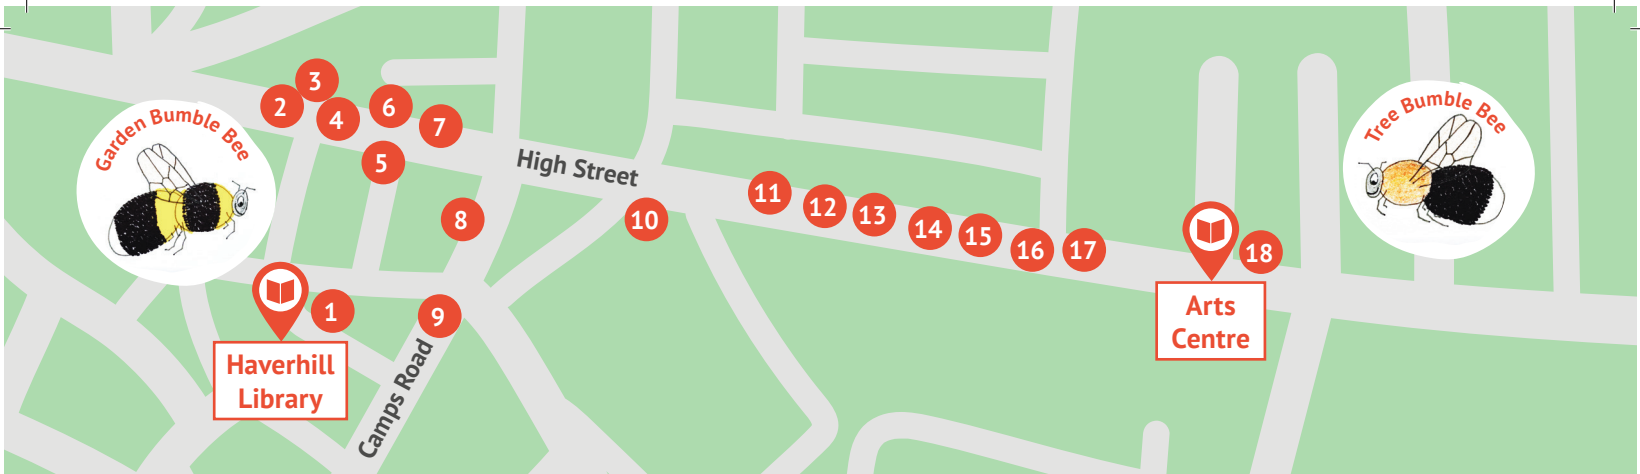 Garden Bumble Bee
Tree Bumble Bee
3
2
4
6
7
5
High Street
8
10
11
12
13
14
15
16
17
18
1
9
Haverhill
Library
Camps Road
Arts
Centre